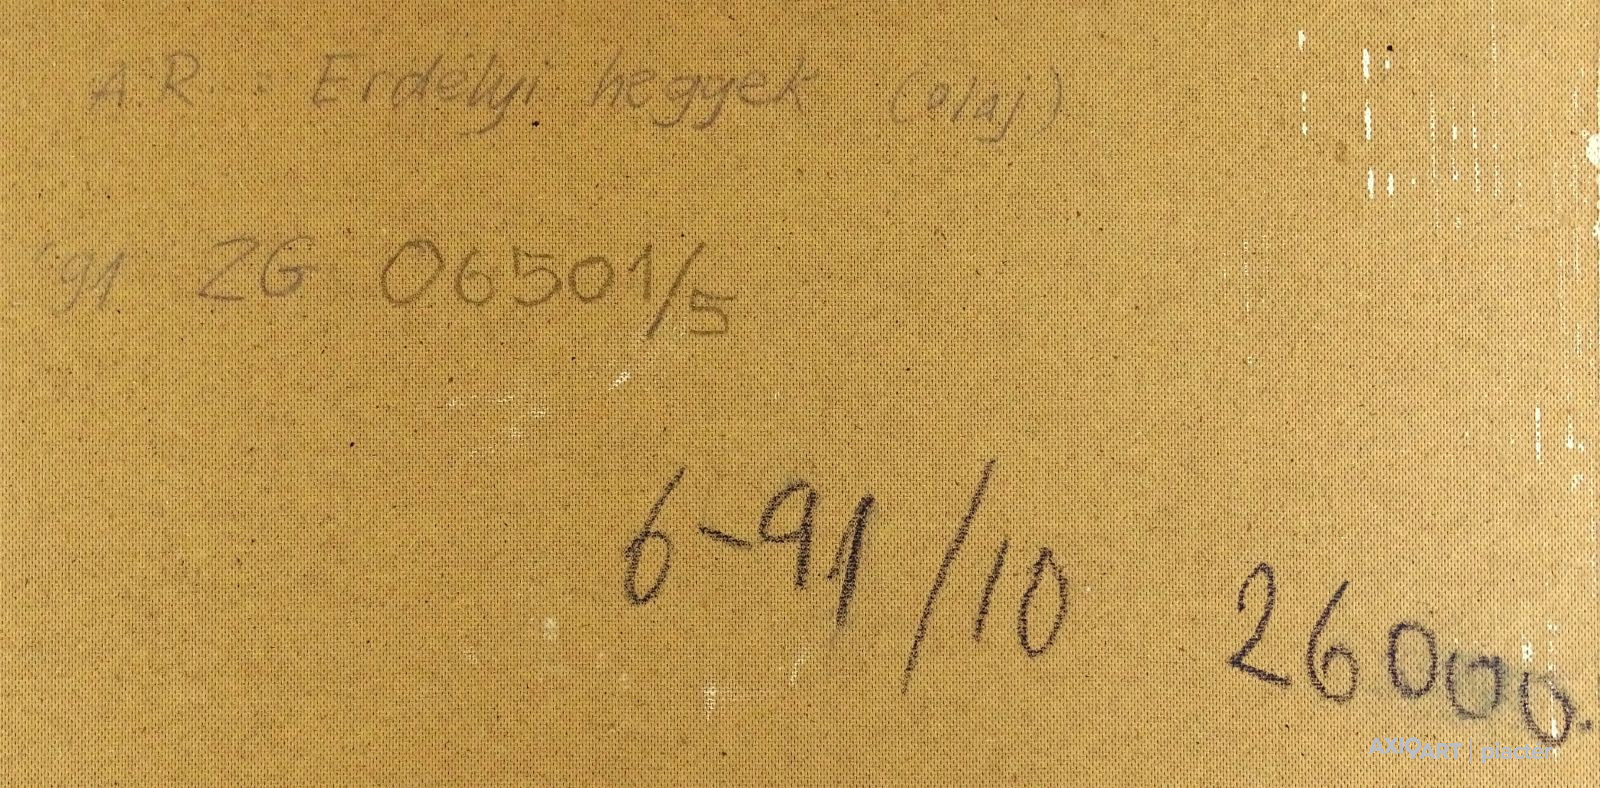 A.R.: Erdélyi hegyek (olaj)
'91 ZG 06501/5
6-91/10 26000.
AXIOART | piactér